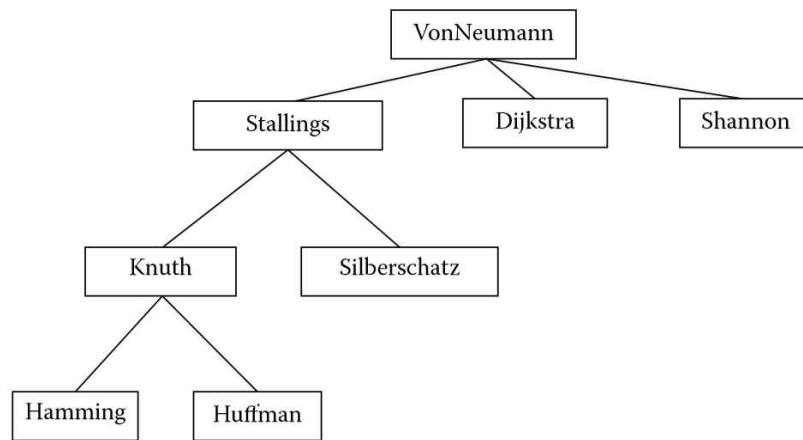 VonNeumann
Stallings
Dijkstra
Shannon
Knuth
Silberschatz
Hamming
Huffman